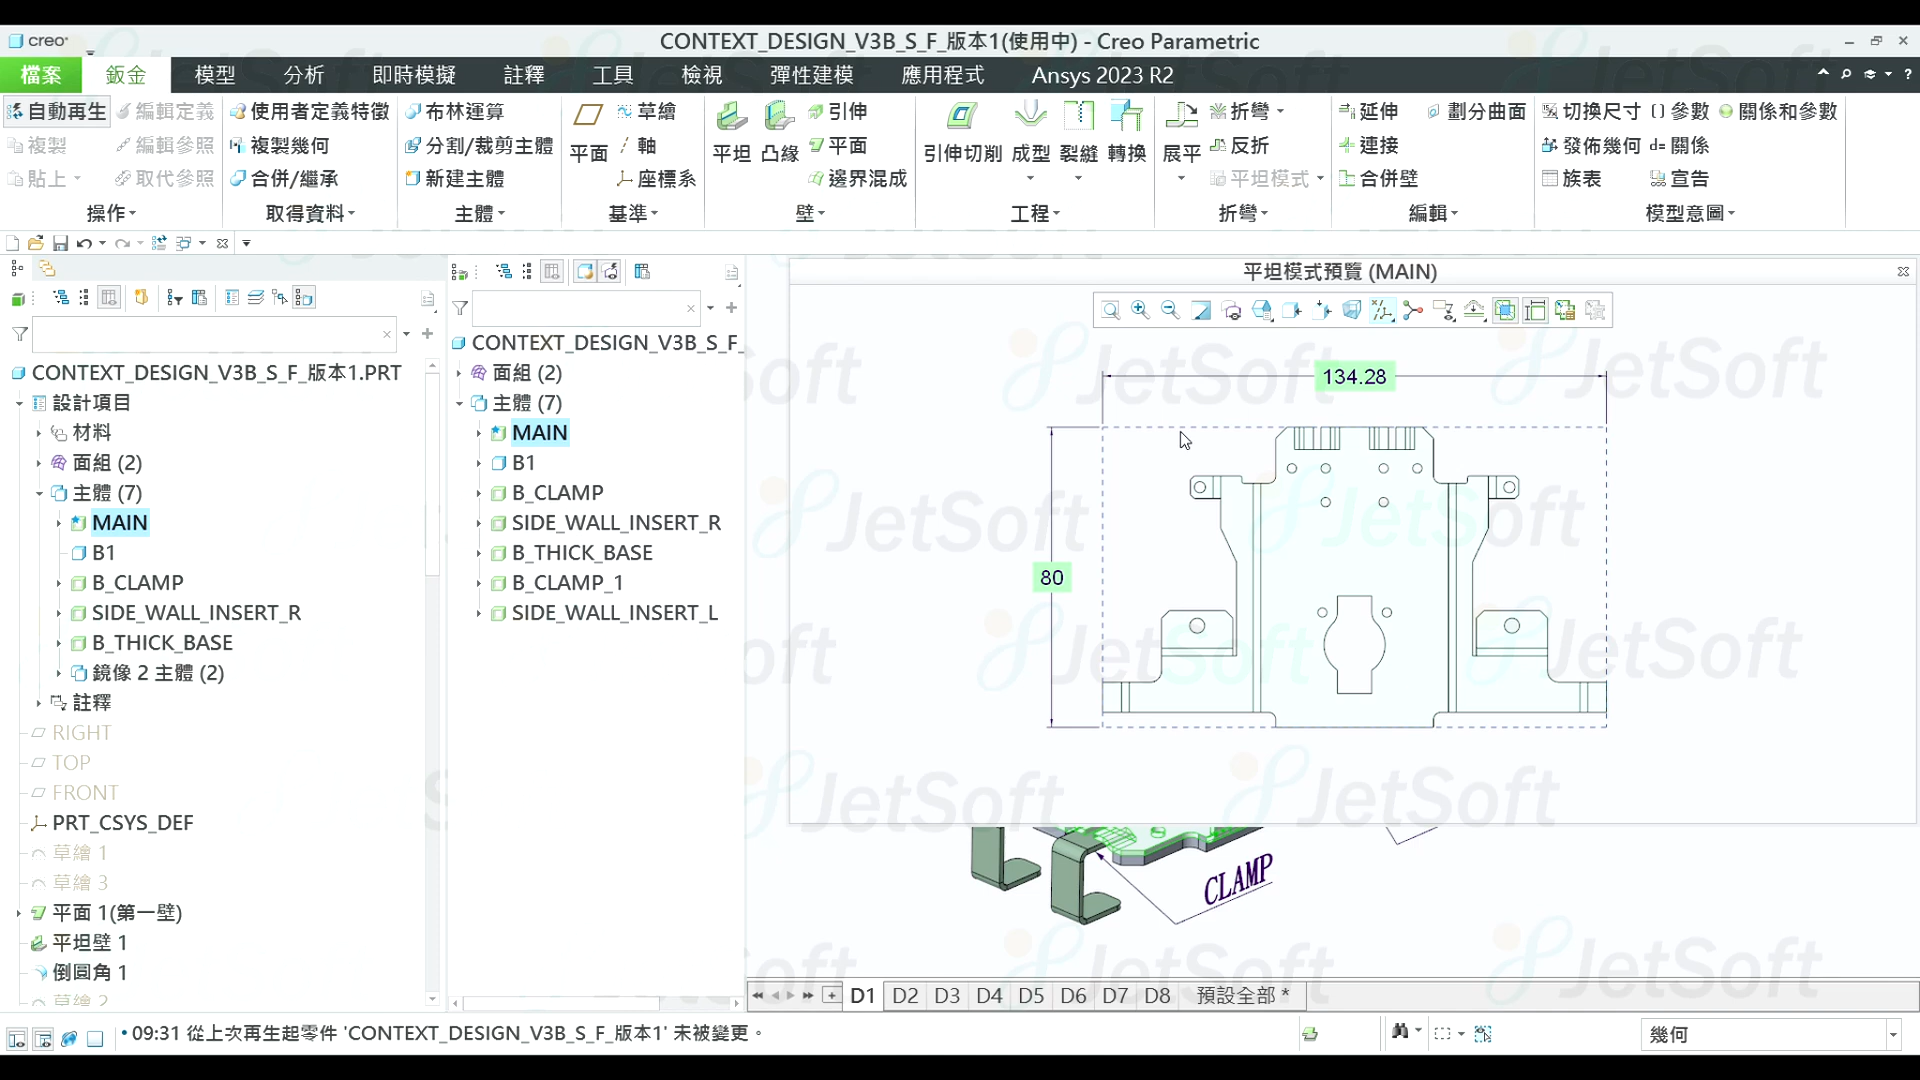 creo
CONTEXT_DESIGN_V3B_S_F_版本1(使用中) - Creo Parametric
檔案 鈑金 模型 分析 即時模擬 註釋 工具 檢視 彈性建模 應用程式 Ansys 2023 R2
自動再生 編輯定義 使用者定義特徵 布林運算 草繪 引伸 折彎 延伸 劃分曲面 切換尺寸 參數 關係和參數
複製 編輯參照 複製幾何 分割/裁剪主體 平面 軸 平坦 凸緣 平面 引伸切削 成型 裂縫 轉換 展平 反折 連接 發佈幾何 關係
貼上 取代參照 合併/繼承 新建主體 座標系 邊界混成 平坦模式 合併壁 族表 宣告
操作 取得資料 主體 基準 壁 工程 折彎 編輯 模型意圖
平坦模式預覽 (MAIN)
CONTEXT_DESIGN_V3B_S_F_版本1.PRT
設計項目
材料
面組 (2)
主體 (7)
MAIN
B1
B_CLAMP
SIDE_WALL_INSERT_R
B_THICK_BASE
鏡像 2 主體 (2)
註釋
RIGHT
TOP
FRONT
PRT_CSYS_DEF
草繪 1
草繪 3
平面 1(第一壁)
平坦壁 1
倒圓角 1
草繪 2
CONTEXT_DESIGN_V3B_S_F_
面組 (2)
主體 (7)
MAIN
B1
B_CLAMP
SIDE_WALL_INSERT_R
B_THICK_BASE
B_CLAMP_1
SIDE_WALL_INSERT_L
134.28
80
CLAMP
JetSoft
D1 D2 D3 D4 D5 D6 D7 D8 預設全部 *
• 09:31 從上次再生起零件 'CONTEXT_DESIGN_V3B_S_F_版本1' 未被變更。
幾何